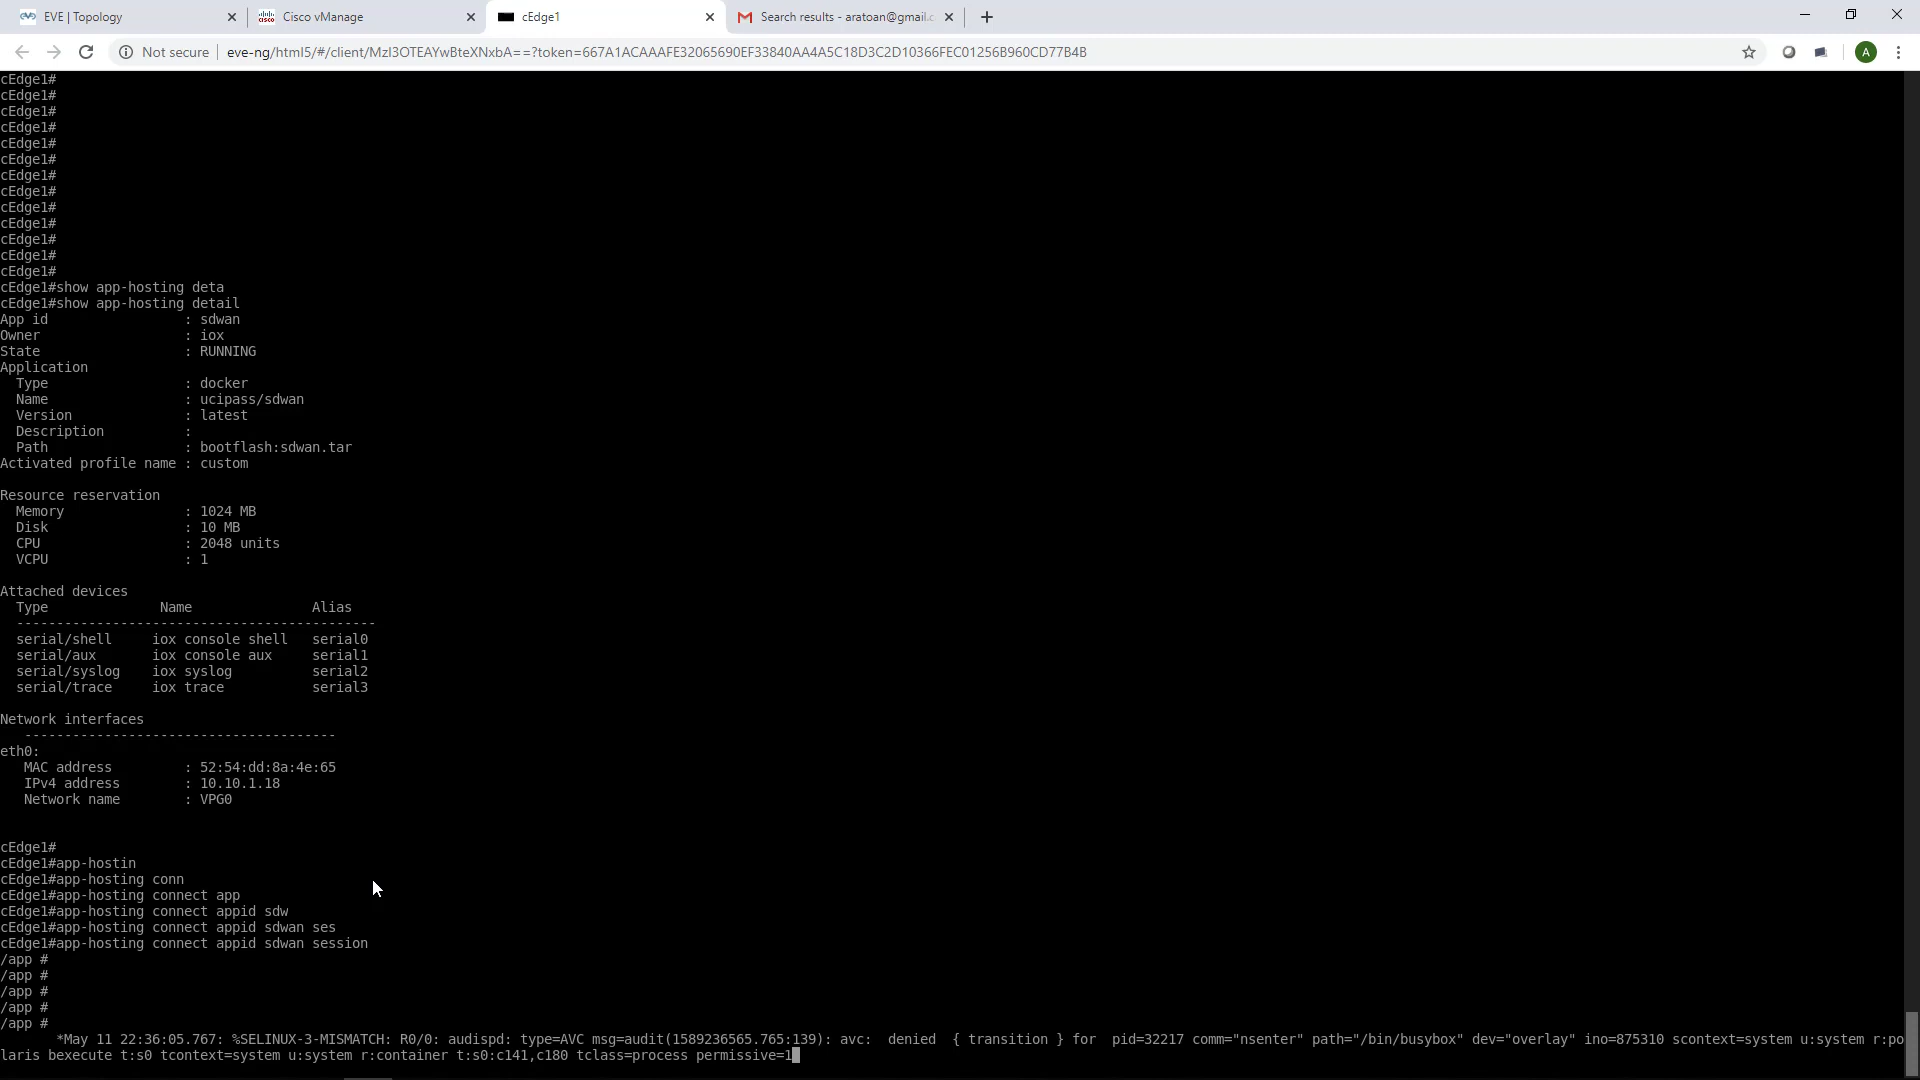 EVE | Topology
Cisco vManage
cEdge1
Search results - aratoan@gmail.c
Not secure
eve-ng/html5/#/client/MzI3OTEAYwBteXNxbA==?token=667A1ACAAAFE32065690EF33840AA4A5C18D3C2D10366FEC01256B960CD77B4B
A
cEdge1#
cEdge1#
cEdge1#
cEdge1#
cEdge1#
cEdge1#
cEdge1#
cEdge1#
cEdge1#
cEdge1#
cEdge1#
cEdge1#
cEdge1#
cEdge1#show app-hosting deta
cEdge1#show app-hosting detail
App id                 : sdwan
Owner                  : iox
State                  : RUNNING
Application
  Type                 : docker
  Name                 : ucipass/sdwan
  Version              : latest
  Description          :
  Path                 : bootflash:sdwan.tar
Activated profile name : custom
Resource reservation
  Memory               : 1024 MB
  Disk                 : 10 MB
  CPU                  : 2048 units
  VCPU                 : 1
Attached devices
  Type              Name               Alias
  ---------------------------------------------
  serial/shell     iox console shell   serial0
  serial/aux       iox console aux     serial1
  serial/syslog    iox syslog          serial2
  serial/trace     iox trace           serial3
Network interfaces
   ---------------------------------------
eth0:
   MAC address         : 52:54:dd:8a:4e:65
   IPv4 address        : 10.10.1.18
   Network name        : VPG0
cEdge1#
cEdge1#app-hostin
cEdge1#app-hosting conn
cEdge1#app-hosting connect app
cEdge1#app-hosting connect appid sdw
cEdge1#app-hosting connect appid sdwan ses
cEdge1#app-hosting connect appid sdwan session
/app #
/app #
/app #
/app #
/app #
*May 11 22:36:05.767: %SELINUX-3-MISMATCH: R0/0: audispd: type=AVC msg=audit(1589236565.765:139): avc:  denied  { transition } for  pid=32217 comm="nsenter" path="/bin/busybox" dev="overlay" ino=875310 scontext=system u:system r:po
laris bexecute t:s0 tcontext=system u:system r:container t:s0:c141,c180 tclass=process permissive=1